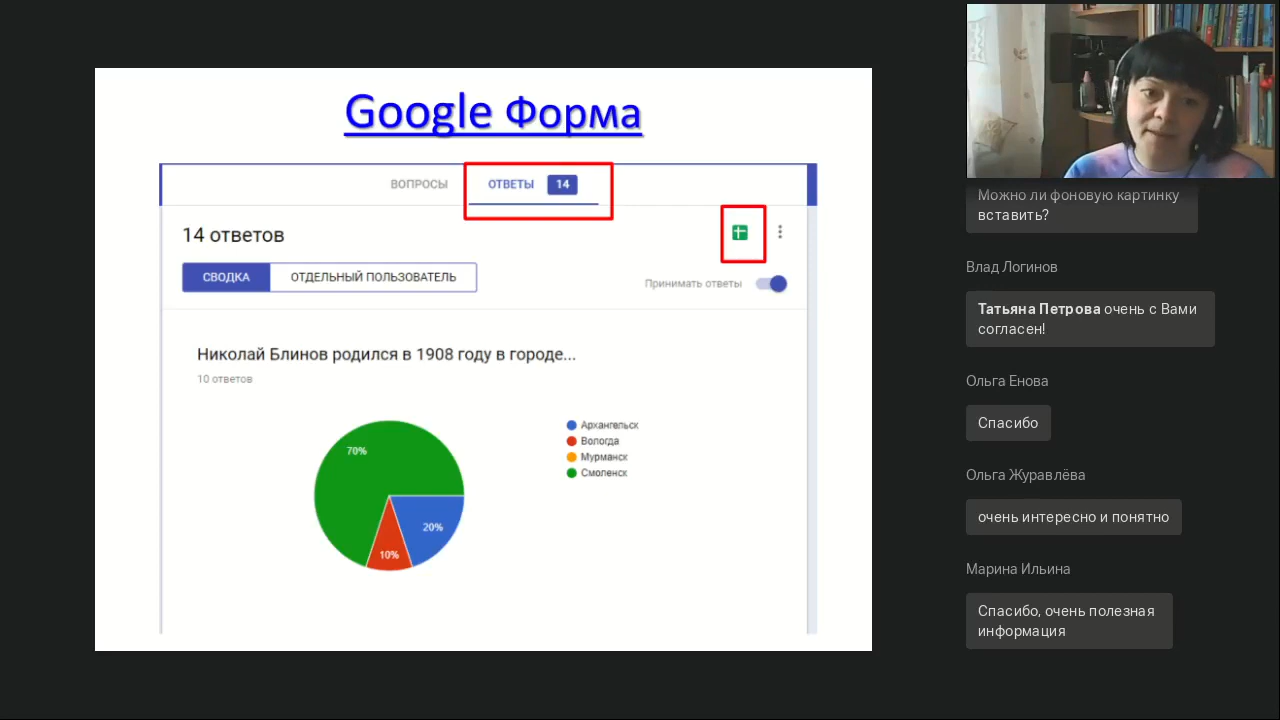 Google Форма
ВОПРОСЫ
ОТВЕТЫ 14
14 ответов
СВОДКА
ОТДЕЛЬНЫЙ ПОЛЬЗОВАТЕЛЬ
Принимать ответы
Николай Блинов родился в 1908 году в городе...
10 ответов
70%
20%
10%
Архангельск
Вологда
Мурманск
Смоленск
Можно ли фоновую картинку
вставить?
Влад Логинов
Татьяна Петрова очень с Вами
согласен!
Ольга Енова
Спасибо
Ольга Журавлёва
очень интересно и понятно
Марина Ильина
Спасибо, очень полезная
информация